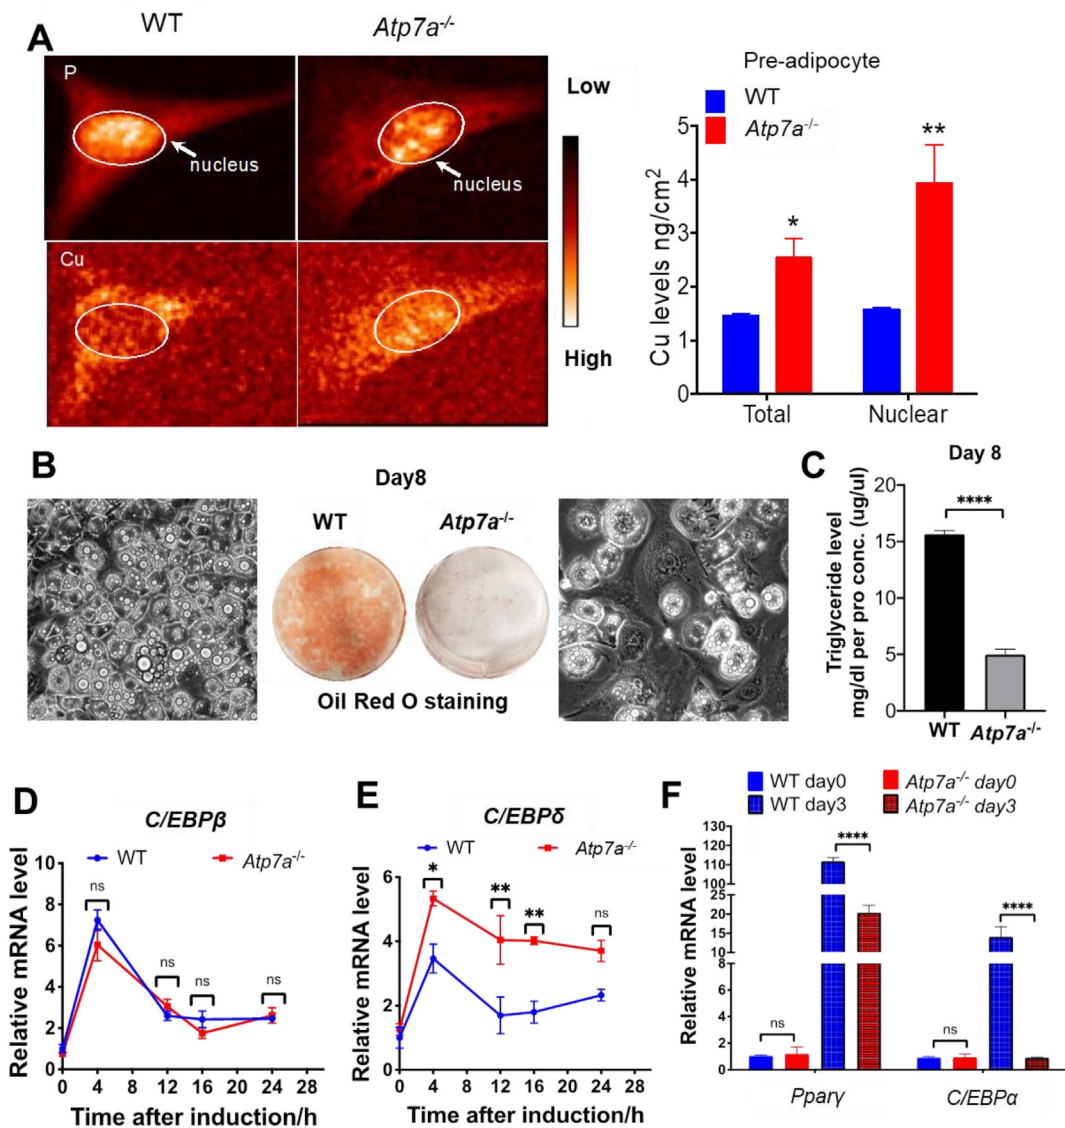 A
WT
Atp7a-/-
P
nucleus
nucleus
Cu
Low
High
Pre-adipocyte
WT
Atp7a-/-
Cu levels ng/cm2
5
4
3
2
1
0
*
**
Total
Nuclear
B
Day8
WT
Atp7a-/-
Oil Red O staining
C
Day 8
Triglyceride level
mg/dl per pro conc. (ug/ul)
20
15
10
5
0
****
WT
Atp7a-/-
D
C/EBPβ
WT
Atp7a-/-
Relative mRNA level
10
8
6
4
2
0
ns
ns
ns
ns
0 4 8 12 16 20 24 28
Time after induction/h
E
C/EBPδ
WT
Atp7a-/-
Relative mRNA level
6
4
2
0
*
**
**
ns
0 4 8 12 16 20 24 28
Time after induction/h
F
WT day0
Atp7a-/- day0
WT day3
Atp7a-/- day3
Relative mRNA level
130
120
110
100
25
20
15
10
8
6
4
2
0
ns
****
ns
****
Pparγ
C/EBPα